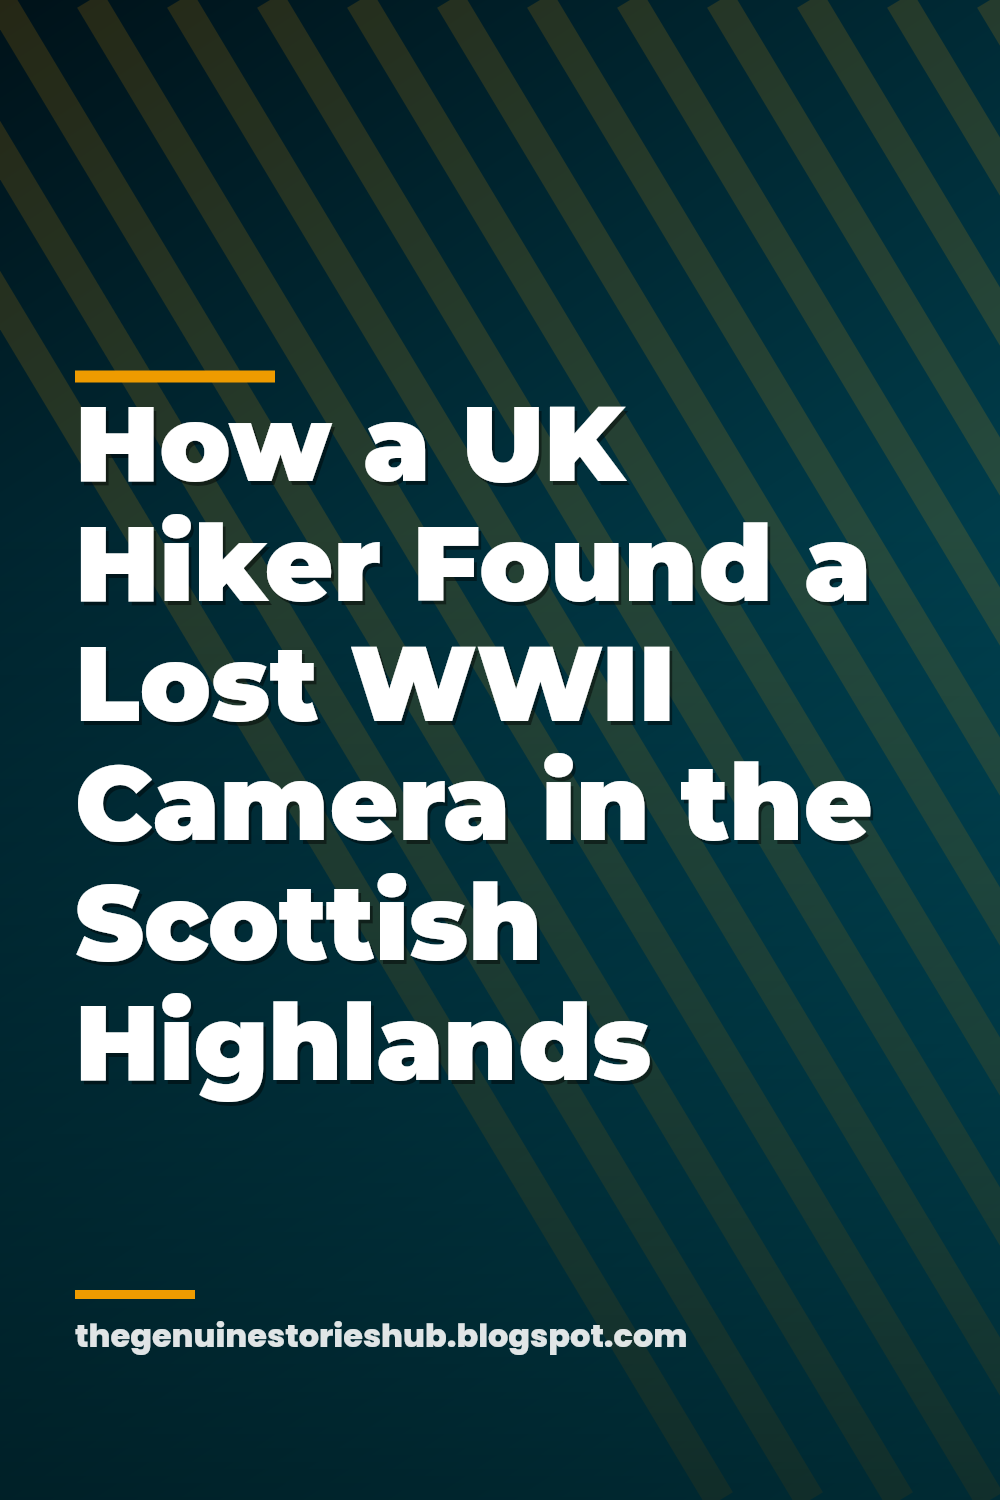 How a UK
Hiker Found a
Lost WWII
Camera in the
Scottish
Highlands
thegenuinestorieshub.blogspot.com